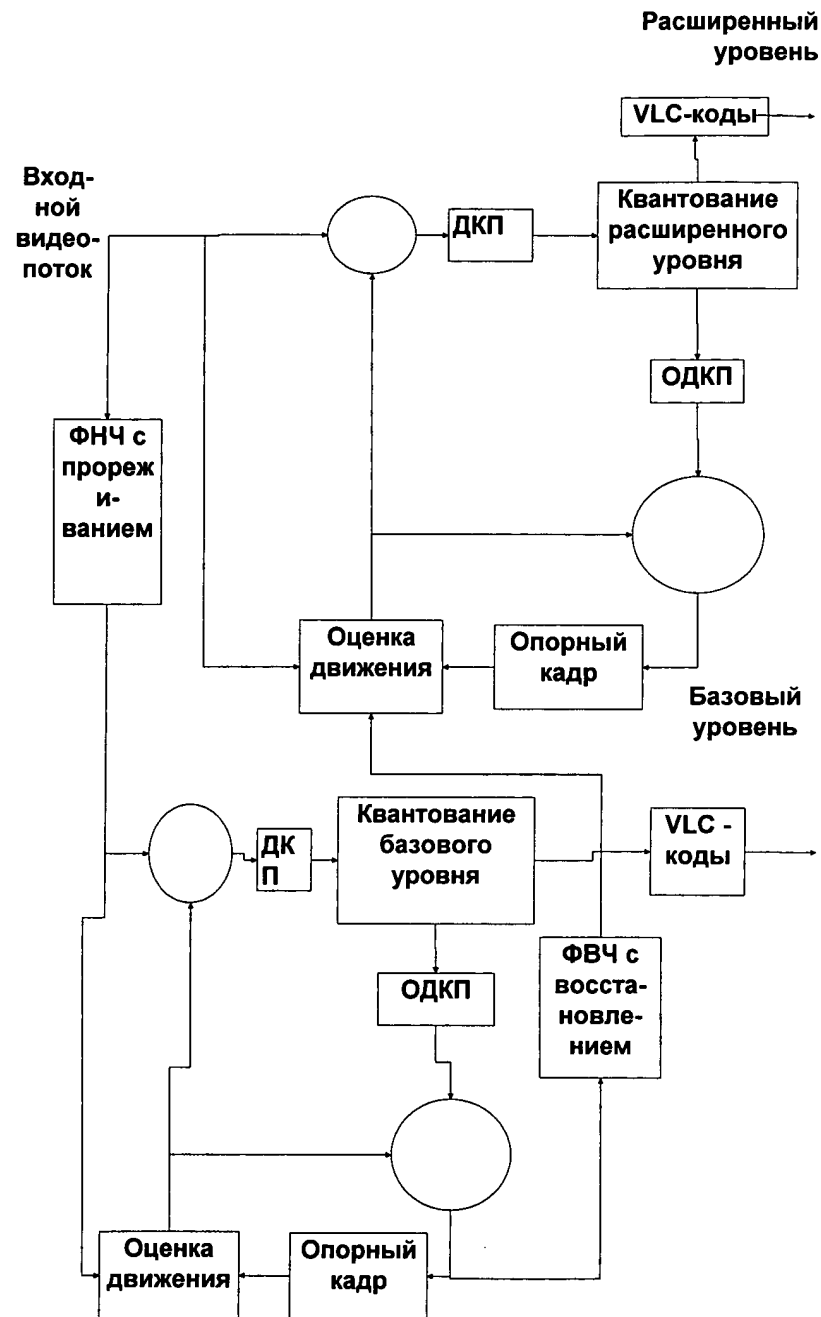 Расширенный
уровень
VLC-коды
Вход-
ной
видео-
поток
ДКП
Квантование
расширенного
уровня
ОДКП
ФНЧ с
прореж
и-
ванием
Оценка
движения
Опорный
кадр
Базовый
уровень
ДК
П
Квантование
базового
уровня
VLC -
коды
ОДКП
ФВЧ с
восста-
новле-
нием
Оценка
движения
Опорный
кадр